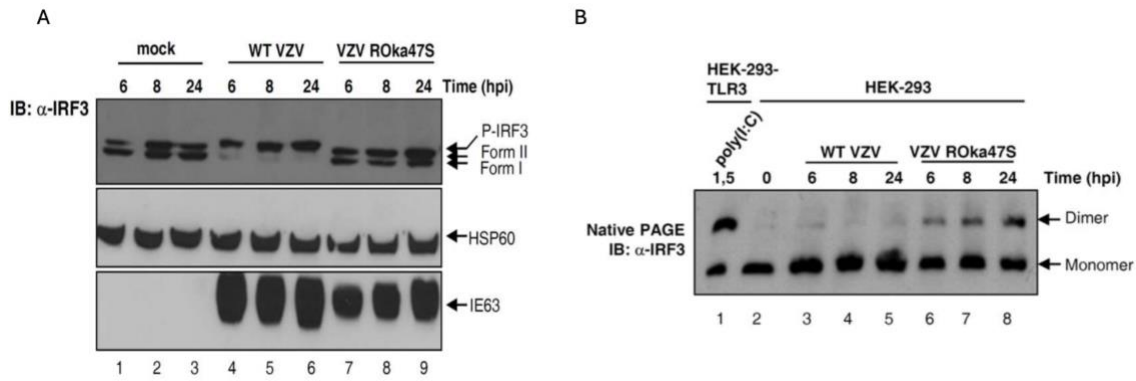 A
mock WT VZV VZV ROka47S
6 8 24 6 8 24 6 8 24 Time (hpi)
IB: α-IRF3
P-IRF3
Form II
Form I
HSP60
IE63
1 2 3 4 5 6 7 8 9
B
HEK-293-
TLR3
HEK-293
poly(I:C)
WT VZV VZV ROka47S
1,5 0 6 8 24 6 8 24 Time (hpi)
Native PAGE
IB: α-IRF3
Dimer
Monomer
1 2 3 4 5 6 7 8